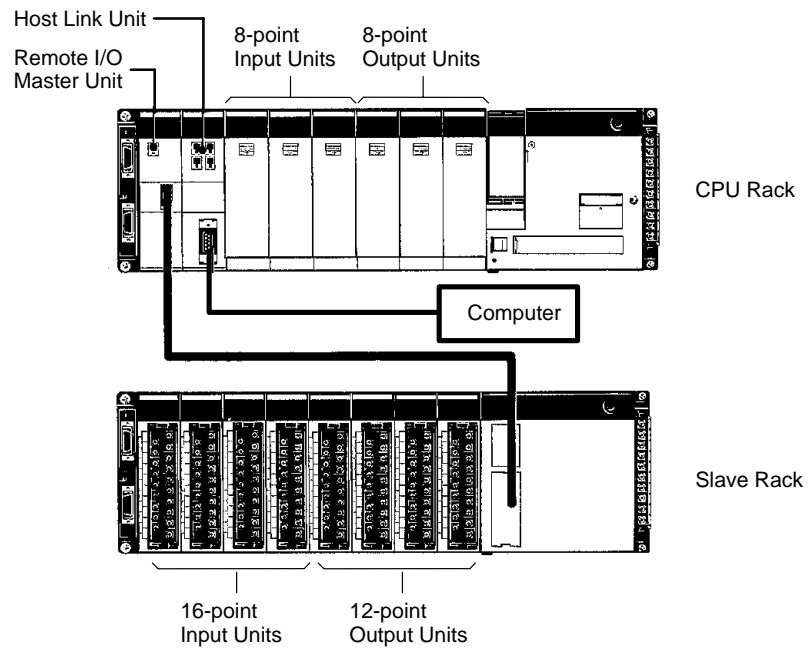 Host Link Unit
Remote I/O
Master Unit
8-point
Input Units
8-point
Output Units
CPU Rack
Computer
Slave Rack
16-point
Input Units
12-point
Output Units